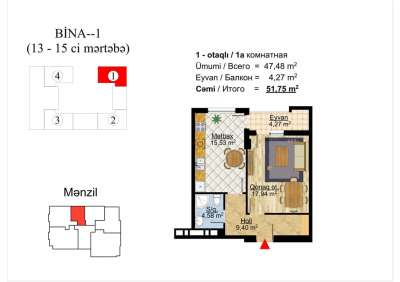 BİNA--1
(13 - 15 ci mərtəbə)
4
1
3
2
Mənzil
1 - otaqlı / 1a комнатная
Ümumi / Всего = 47,48 m²
Eyvan / Балкон = 4,27 m²
Cəmi / Итого = 51,75 m²
Eyvan
4,27 m²
Mətbəx
15,53 m²
Qonaq ot.
17,94 m²
S/q
4,58 m²
Holl
9,40 m²